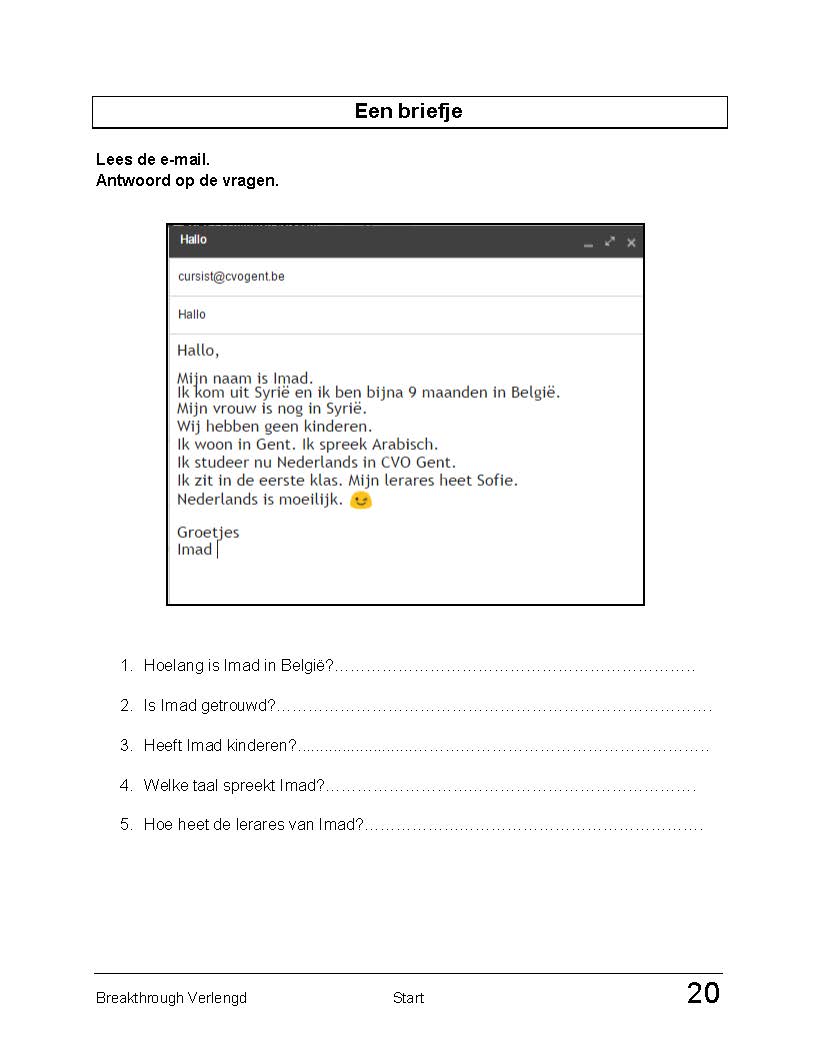 Een briefje
Lees de e-mail.
Antwoord op de vragen.
Hallo
cursist@cvogent.be
Hallo
Hallo,
Mijn naam is Imad.
Ik kom uit Syrië en ik ben bijna 9 maanden in België.
Mijn vrouw is nog in Syrië.
Wij hebben geen kinderen.
Ik woon in Gent. Ik spreek Arabisch.
Ik studeer nu Nederlands in CVO Gent.
Ik zit in de eerste klas. Mijn lerares heet Sofie.
Nederlands is moeilijk. 😉
Groetjes
Imad
1. Hoelang is Imad in België?…………………………………………………………..
2. Is Imad getrouwd?……………………………………………………………………….
3. Heeft Imad kinderen?..........................………………………………………………..
4. Welke taal spreekt Imad?…………………………………………………………….
5. Hoe heet de lerares van Imad?……………………………………………………….
Breakthrough Verlengd Start 20